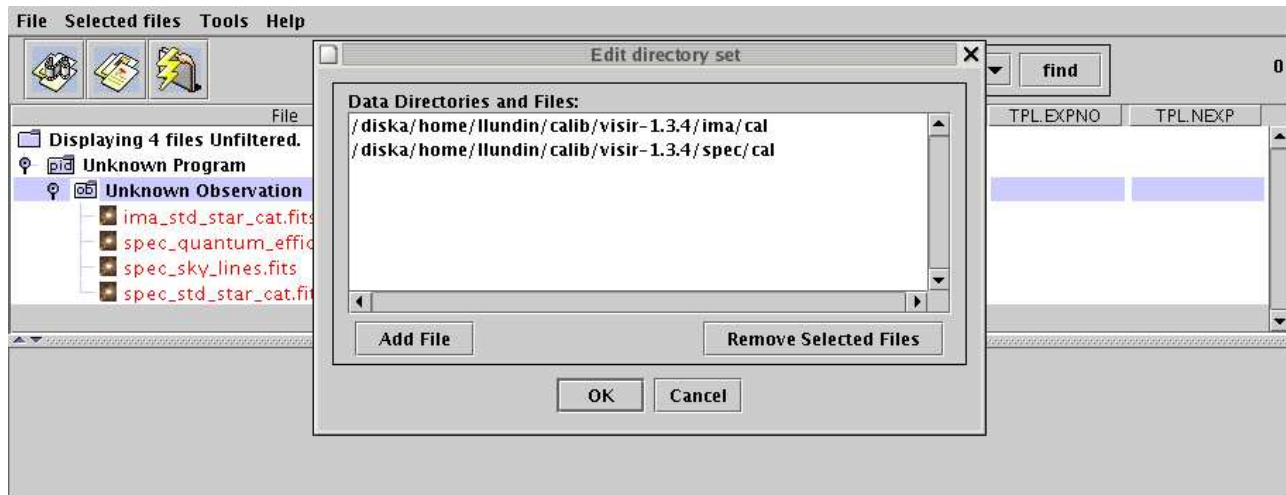 File Selected files Tools Help
Edit directory set
find
0
File
TPL.EXPNO
TPL.NEXP
Data Directories and Files:
/diska/home/llundin/calib/visir-1.3.4/ima/cal
/diska/home/llundin/calib/visir-1.3.4/spec/cal
Displaying 4 files Unfiltered.
pid Unknown Program
ob Unknown Observation
ima_std_star_cat.fits
spec_quantum_effic
spec_sky_lines.fits
spec_std_star_cat.fit
Add File
Remove Selected Files
OK
Cancel